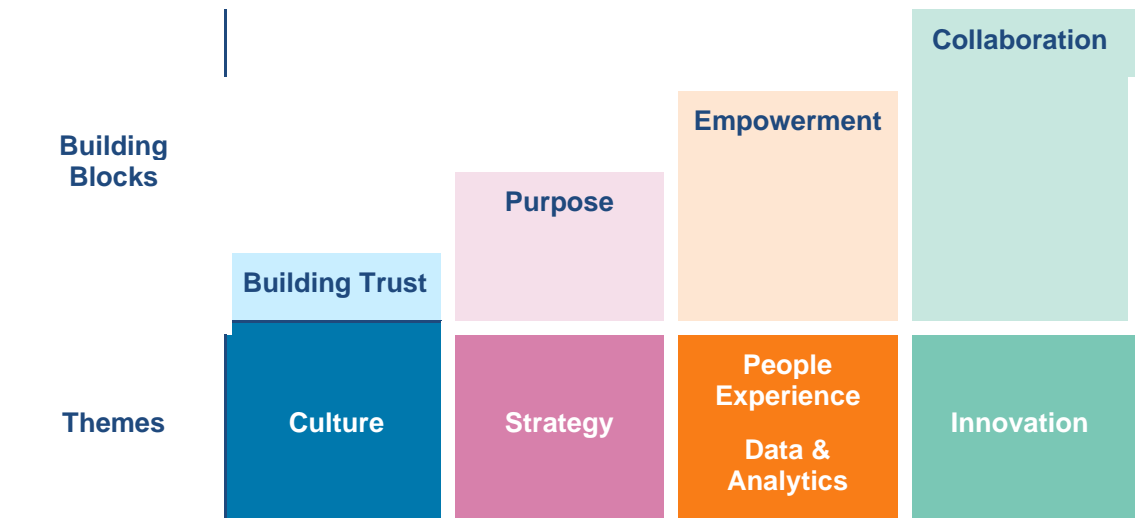 Collaboration
Empowerment
Building
Blocks
Purpose
Building Trust
Themes
Culture
Strategy
People
Experience
Data &
Analytics
Innovation